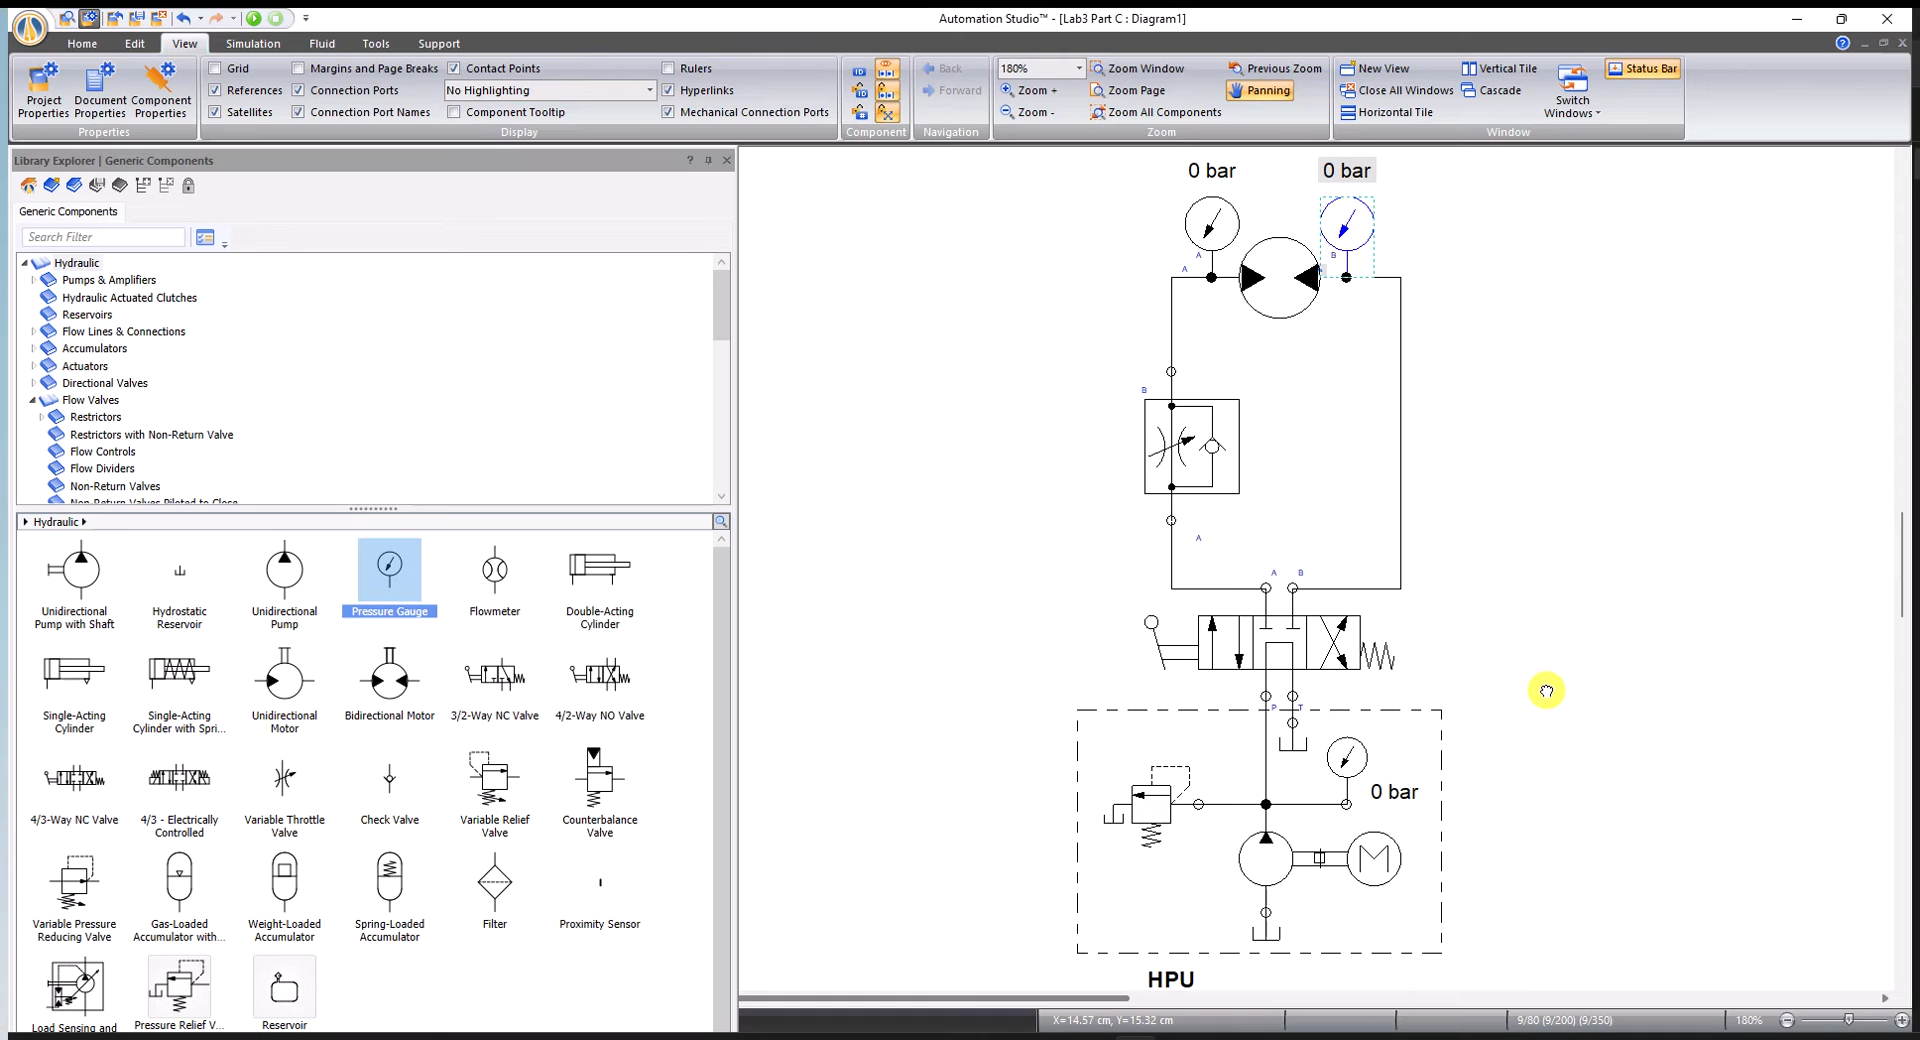 Automation Studio™ - [Lab3 Part C : Diagram1]
Home Edit View Simulation Fluid Tools Support
Grid Margins and Page Breaks Contact Points Rulers
References Connection Ports No Highlighting Hyperlinks
Satellites Connection Port Names Component Tooltip Mechanical Connection Ports
Project Properties
Document Properties
Component Properties
Back
Forward
180% Zoom Window Previous Zoom
Zoom + Zoom Page Panning
Zoom - Zoom All Components
New View Vertical Tile Status Bar
Close All Windows Cascade
Horizontal Tile
Switch Windows
Properties Display Component Navigation Zoom Window
Library Explorer | Generic Components
Generic Components
Search Filter
Hydraulic
Pumps & Amplifiers
Hydraulic Actuated Clutches
Reservoirs
Flow Lines & Connections
Accumulators
Actuators
Directional Valves
Flow Valves
Restrictors
Restrictors with Non-Return Valve
Flow Controls
Flow Dividers
Non-Return Valves
Non-Return Valves Piloted to Close
Hydraulic
Unidirectional Pump with Shaft
Hydrostatic Reservoir
Unidirectional Pump
Pressure Gauge
Flowmeter
Double-Acting Cylinder
Single-Acting Cylinder
Single-Acting Cylinder with Spri...
Unidirectional Motor
Bidirectional Motor
3/2-Way NC Valve
4/2-Way NO Valve
4/3-Way NC Valve
4/3 - Electrically Controlled
Variable Throttle Valve
Check Valve
Variable Relief Valve
Counterbalance Valve
Variable Pressure Reducing Valve
Gas-Loaded Accumulator with...
Weight-Loaded Accumulator
Spring-Loaded Accumulator
Filter
Proximity Sensor
Load Sensing and
Pressure Relief V...
Reservoir
0 bar 0 bar
A B
A
B
A
A B
P T
0 bar
M
HPU
X=14.57 cm, Y=15.32 cm 9/80 (9/200) (9/350) 180%